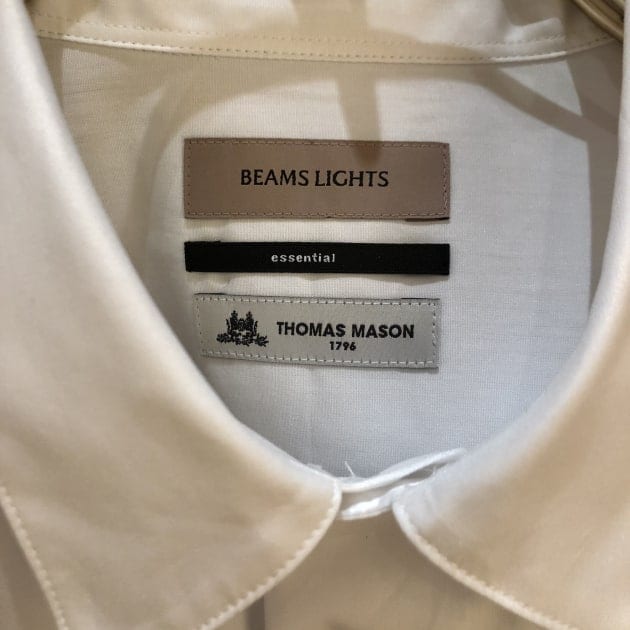 BEAMS LIGHTS
essential
THOMAS MASON
1796